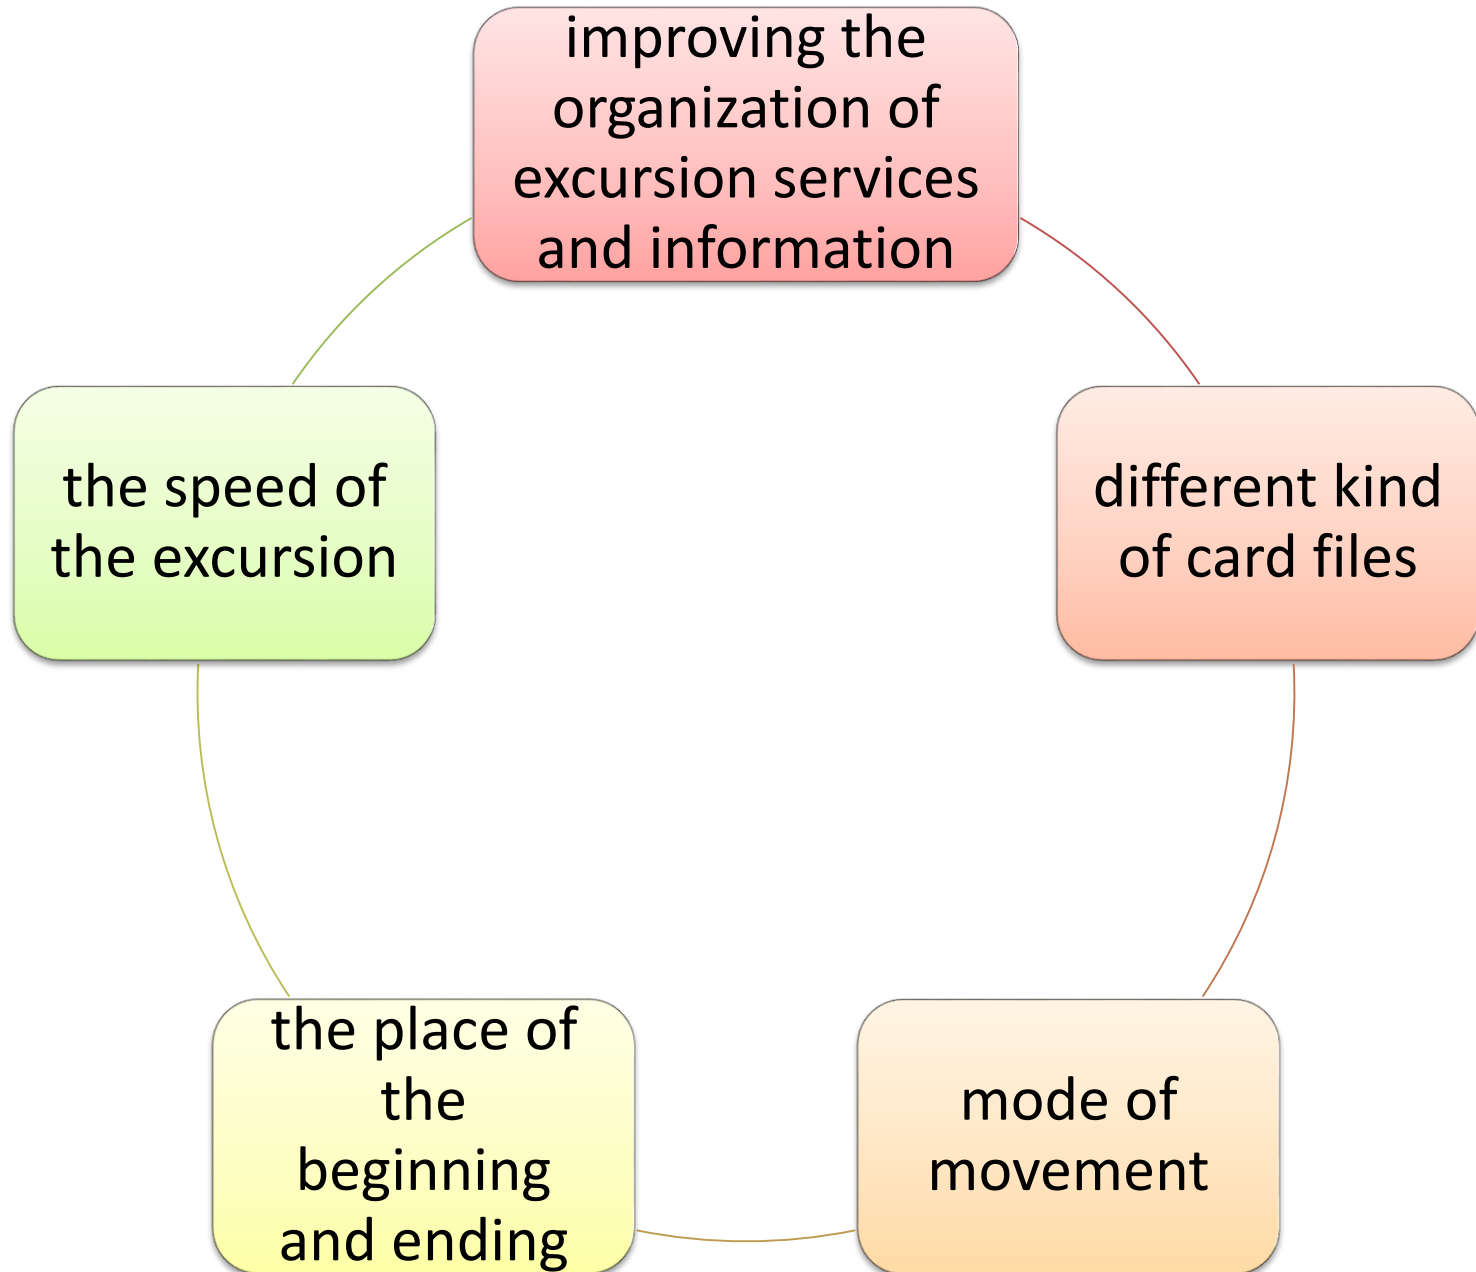 improving the
organization of
excursion services
and information
different kind
of card files
mode of
movement
the place of
the
beginning
and ending
the speed of
the excursion